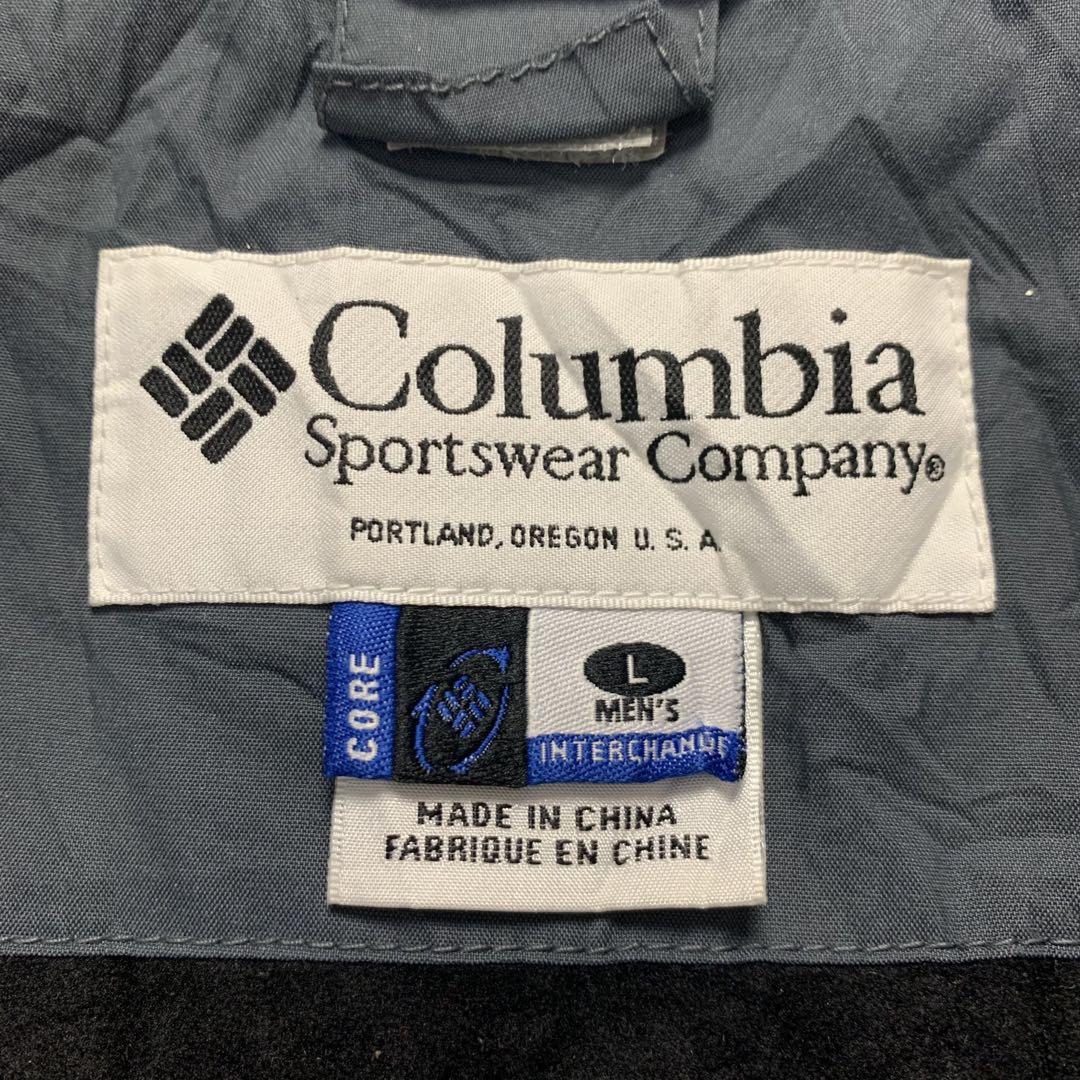 Columbia
Sportswear Company®
PORTLAND, OREGON U. S. A.
CORE
L
MEN'S
INTERCHANGE
MADE IN CHINA
FABRIQUE EN CHINE